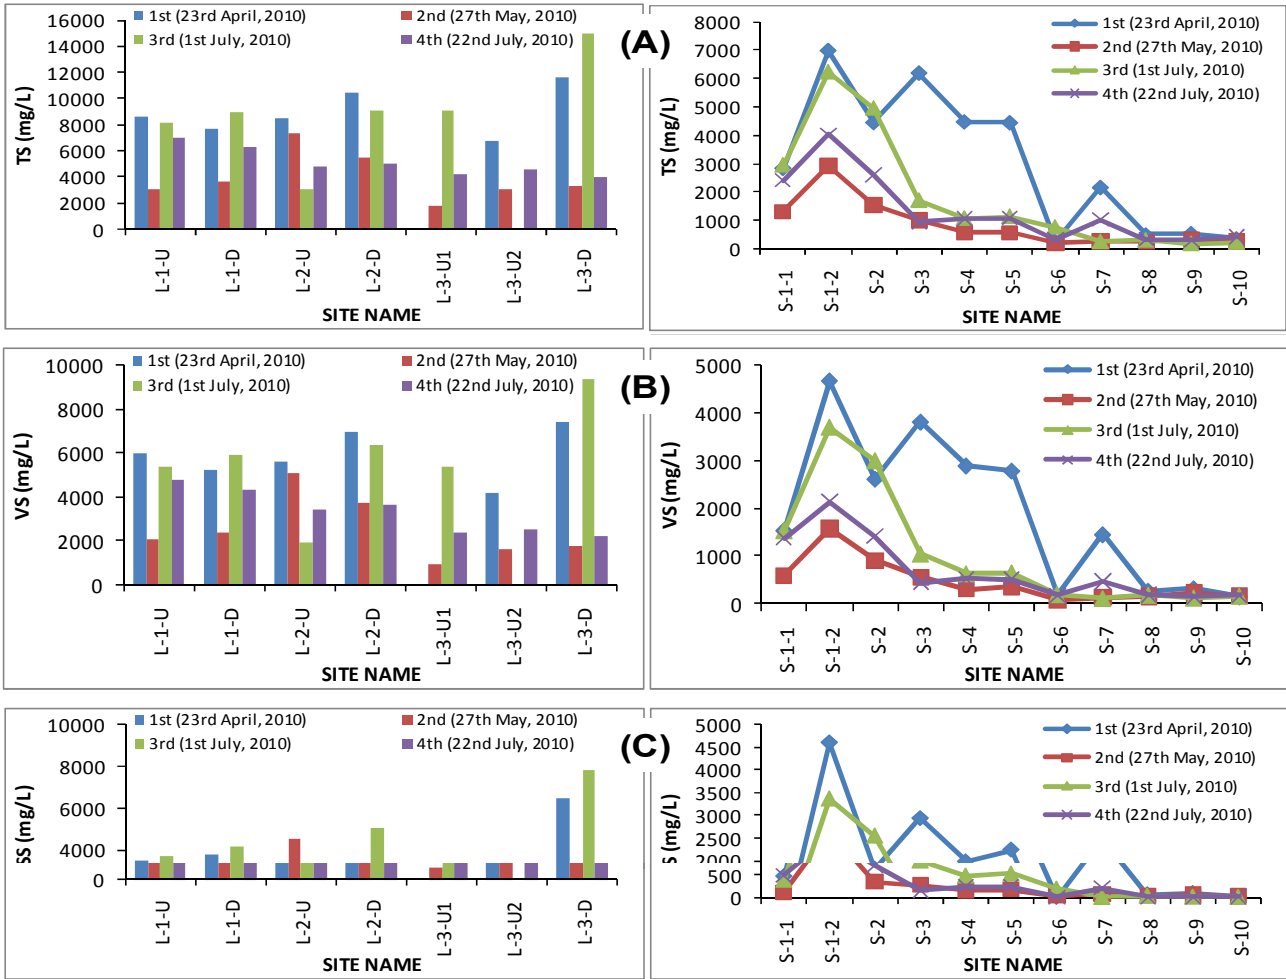 16000
14000
12000
10000
8000
6000
4000
2000
0
TS (mg/L)
1st (23rd April, 2010)
2nd (27th May, 2010)
3rd (1st July, 2010)
4th (22nd July, 2010)
L-1-U
L-1-D
L-2-U
L-2-D
L-3-U1
L-3-U2
L-3-D
SITE NAME
(A)
8000
7000
6000
5000
4000
3000
2000
1000
0
TS (mg/L)
1st (23rd April, 2010)
2nd (27th May, 2010)
3rd (1st July, 2010)
4th (22nd July, 2010)
S-1-1
S-1-2
S-2
S-3
S-4
S-5
S-6
S-7
S-8
S-9
S-10
SITE NAME
10000
8000
6000
4000
2000
0
VS (mg/L)
1st (23rd April, 2010)
2nd (27th May, 2010)
3rd (1st July, 2010)
4th (22nd July, 2010)
L-1-U
L-1-D
L-2-U
L-2-D
L-3-U1
L-3-U2
L-3-D
SITE NAME
(B)
5000
4000
3000
2000
1000
0
VS (mg/L)
1st (23rd April, 2010)
2nd (27th May, 2010)
3rd (1st July, 2010)
4th (22nd July, 2010)
S-1-1
S-1-2
S-2
S-3
S-4
S-5
S-6
S-7
S-8
S-9
S-10
SITE NAME
10000
8000
6000
4000
0
SS (mg/L)
1st (23rd April, 2010)
2nd (27th May, 2010)
3rd (1st July, 2010)
4th (22nd July, 2010)
L-1-U
L-1-D
L-2-U
L-2-D
L-3-U1
L-3-U2
L-3-D
SITE NAME
(C)
5000
4500
4000
3500
3000
2500
2000
500
0
(mg/L)
1st (23rd April, 2010)
2nd (27th May, 2010)
3rd (1st July, 2010)
4th (22nd July, 2010)
S-1-1
S-1-2
S-2
S-3
S-4
S-5
S-6
S-7
S-8
S-9
S-10
SITE NAME